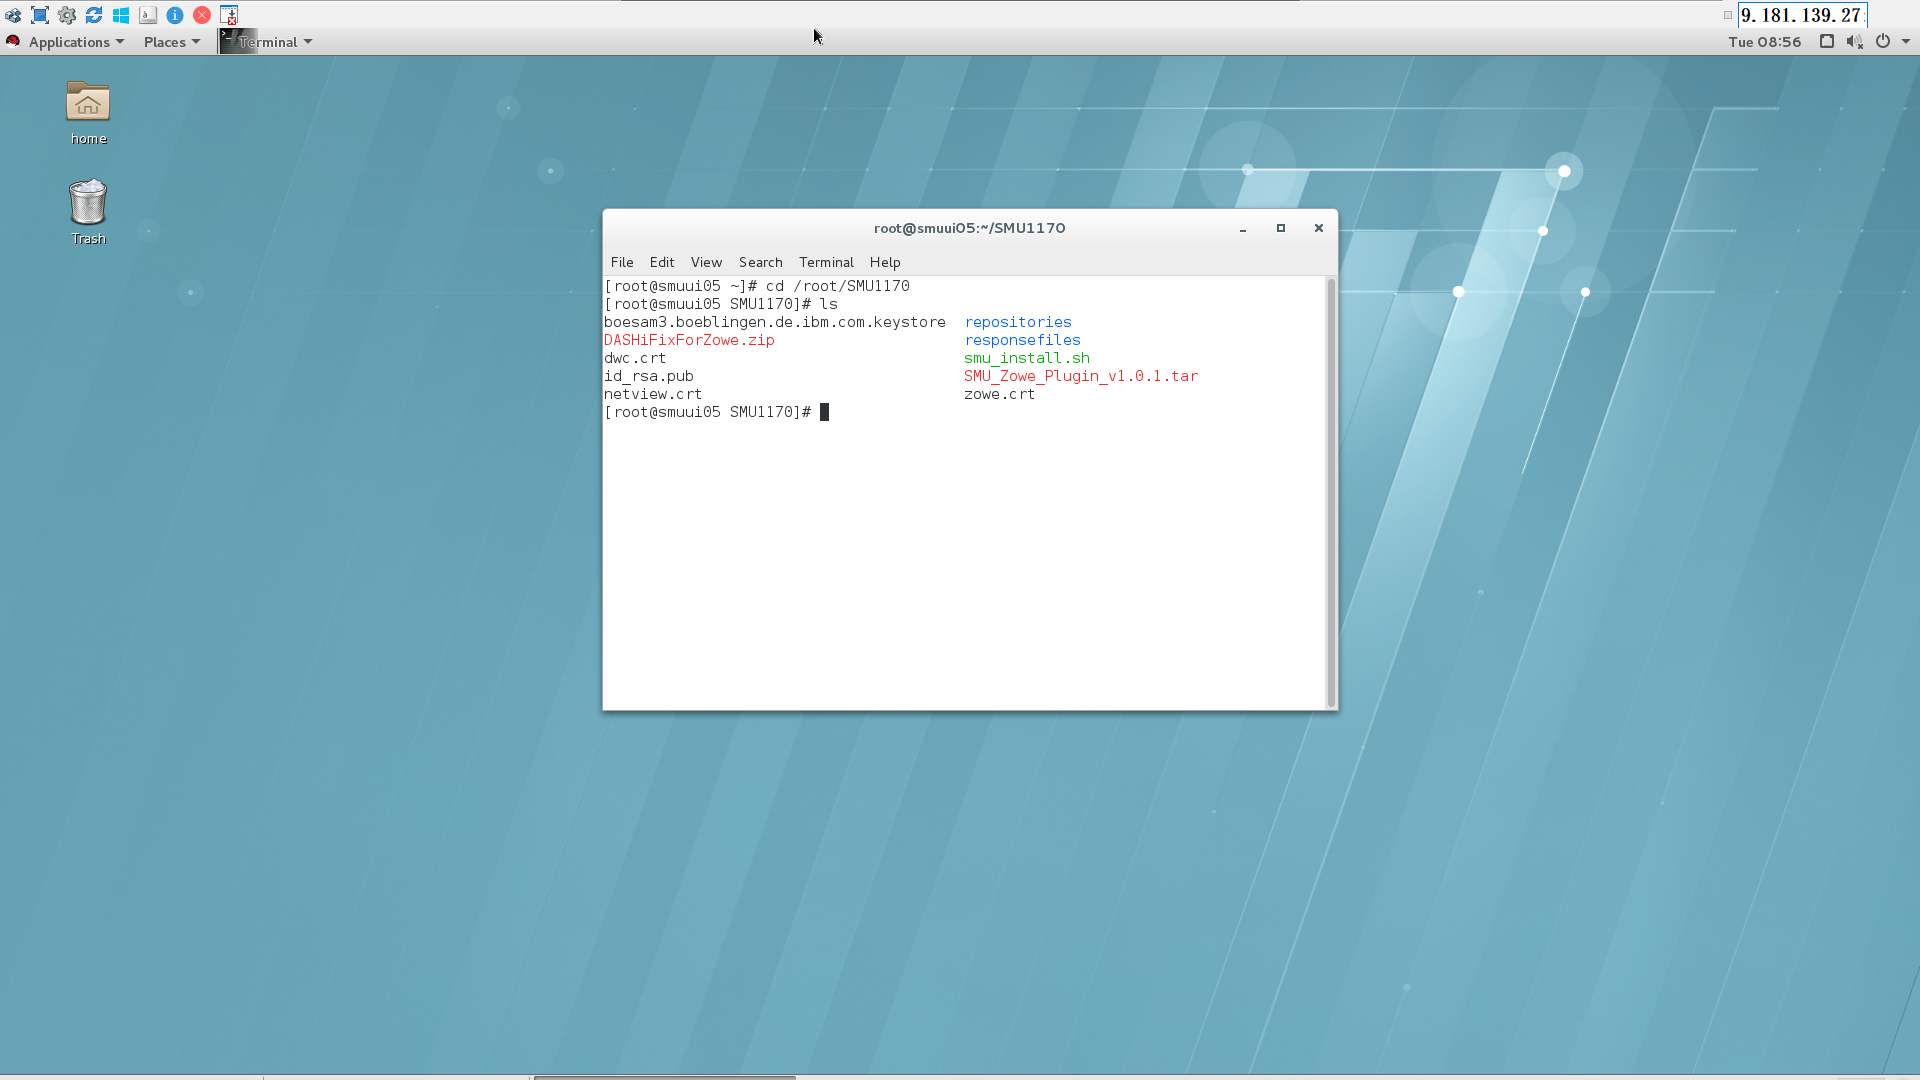 9.181.139.27:
Applications Places Terminal Tue 08:56
home
Trash
root@smuui05:~/SMU1170
File Edit View Search Terminal Help
[root@smuui05 ~]# cd /root/SMU1170
[root@smuui05 SMU1170]# ls
boesam3.boeblingen.de.ibm.com.keystore repositories
DASHiFixForZowe.zip responsefiles
dwc.crt smu_install.sh
id_rsa.pub SMU_Zowe_Plugin_v1.0.1.tar
netview.crt zowe.crt
[root@smuui05 SMU1170]#